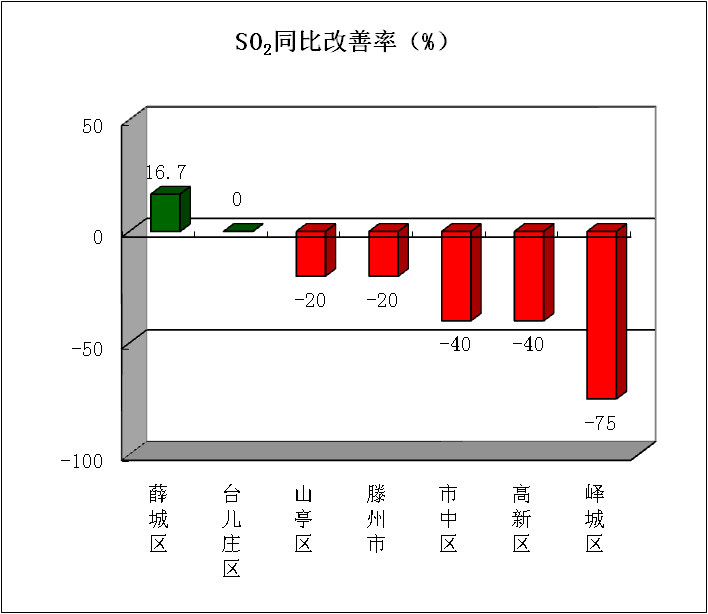 SO₂同比改善率（%）
50
0
-50
-100
16.7
0
-20
-20
-40
-40
-75
薛城区
台儿庄区
山亭区
滕州市
市中区
高新区
峄城区